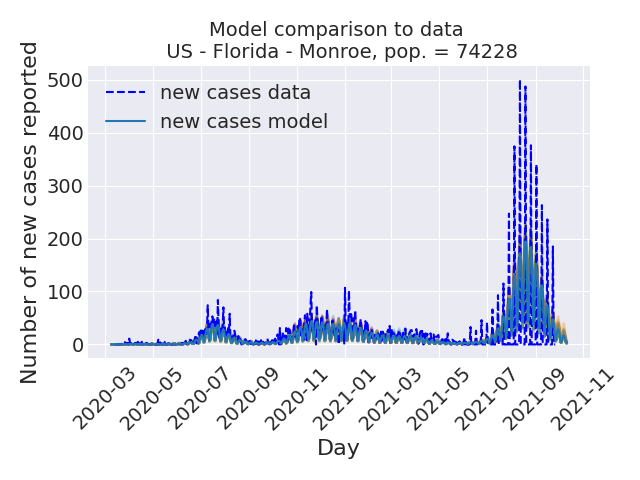 Model comparison to data
US - Florida - Monroe, pop. = 74228
Number of new cases reported
500
400
300
200
100
0
new cases data
new cases model
2020-03
2020-05
2020-07
2020-09
2020-11
2021-01
2021-03
2021-05
2021-07
2021-09
2021-11
Day